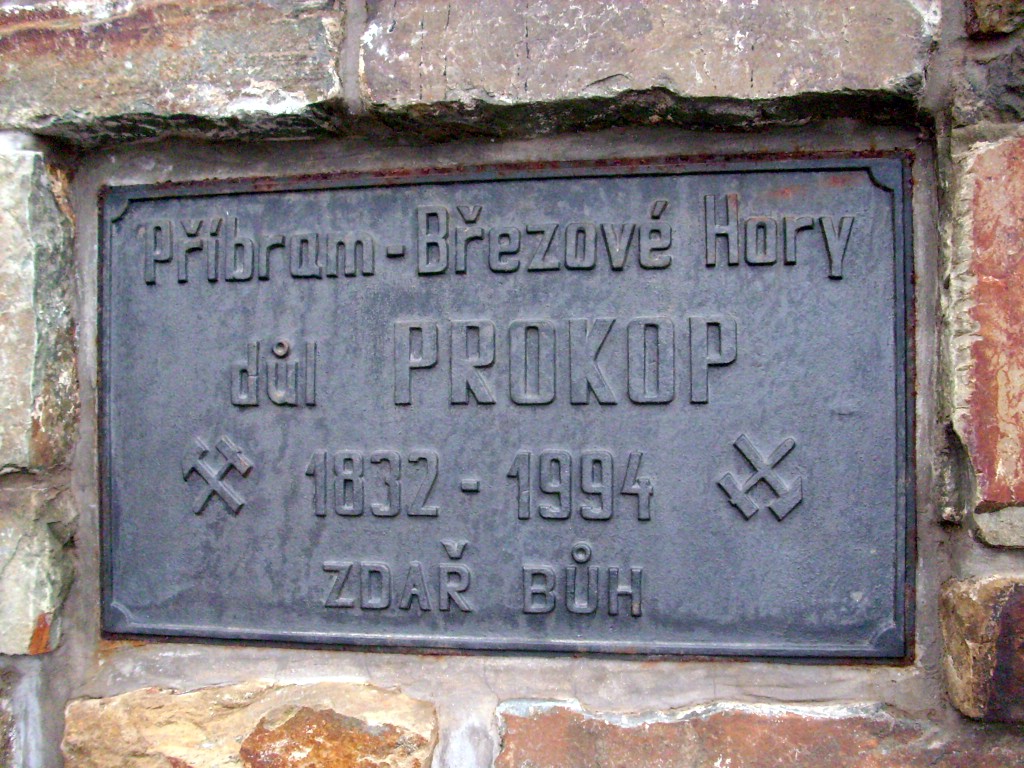 Příbram - Březové Hory
důl PROKOP
1832 - 1994
ZDAŘ BŮH